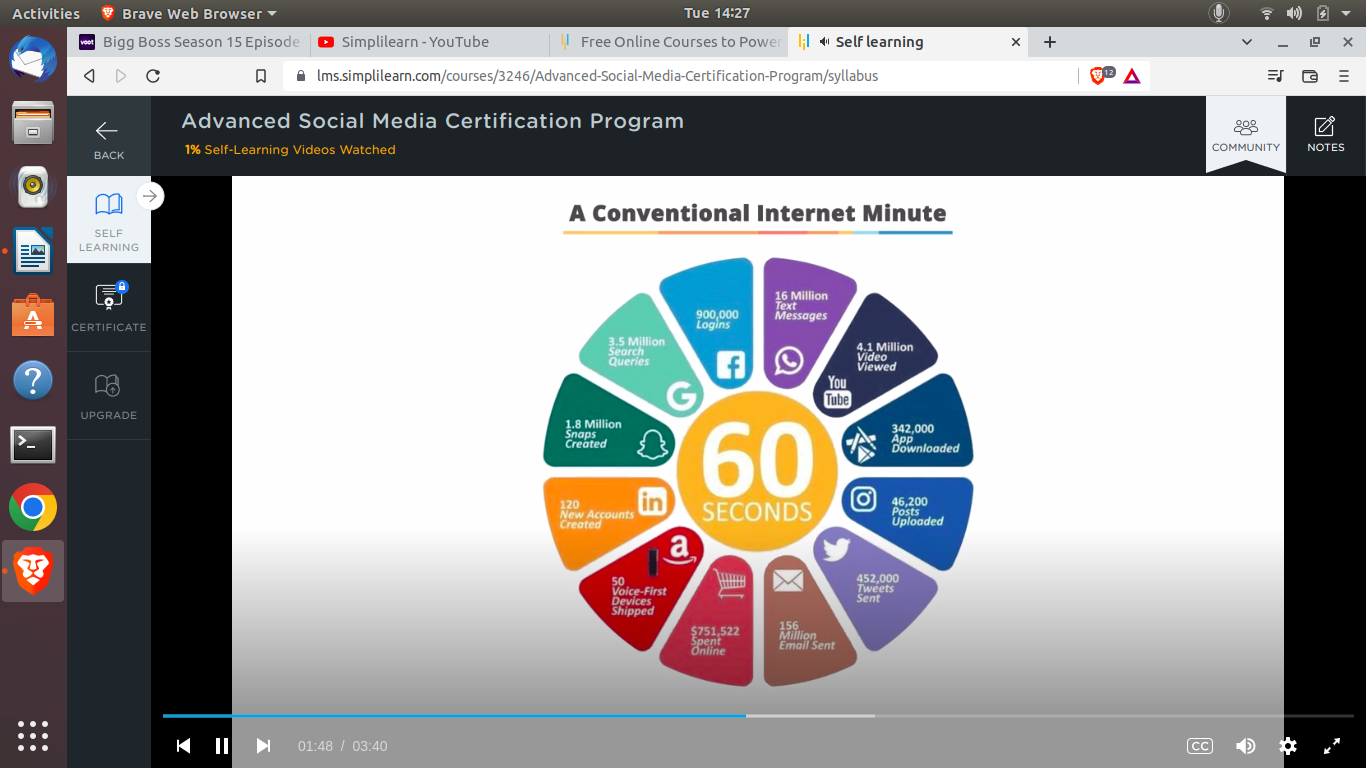 Activities
Brave Web Browser
Tue 14:27
voot
Bigg Boss Season 15 Episode
Simplilearn - YouTube
Free Online Courses to Power
Self learning
lms.simplilearn.com/courses/3246/Advanced-Social-Media-Certification-Program/syllabus
12
BACK
Advanced Social Media Certification Program
1% Self-Learning Videos Watched
COMMUNITY
NOTES
SELF
LEARNING
CERTIFICATE
UPGRADE
A Conventional Internet Minute
900,000
Logins
16 Million
Text
Messages
4.1 Million
Video
Viewed
You
Tube
342,000
App
Downloaded
46,200
Posts
Uploaded
452,000
Tweets
Sent
156
Million
Email Sent
$751,522
Spent
Online
50
Voice-First
Devices
Shipped
a
120
New Accounts
Created
in
1.8 Million
Snaps
Created
3.5 Million
Search
Queries
G
60
SECONDS
01:48 / 03:40
CC